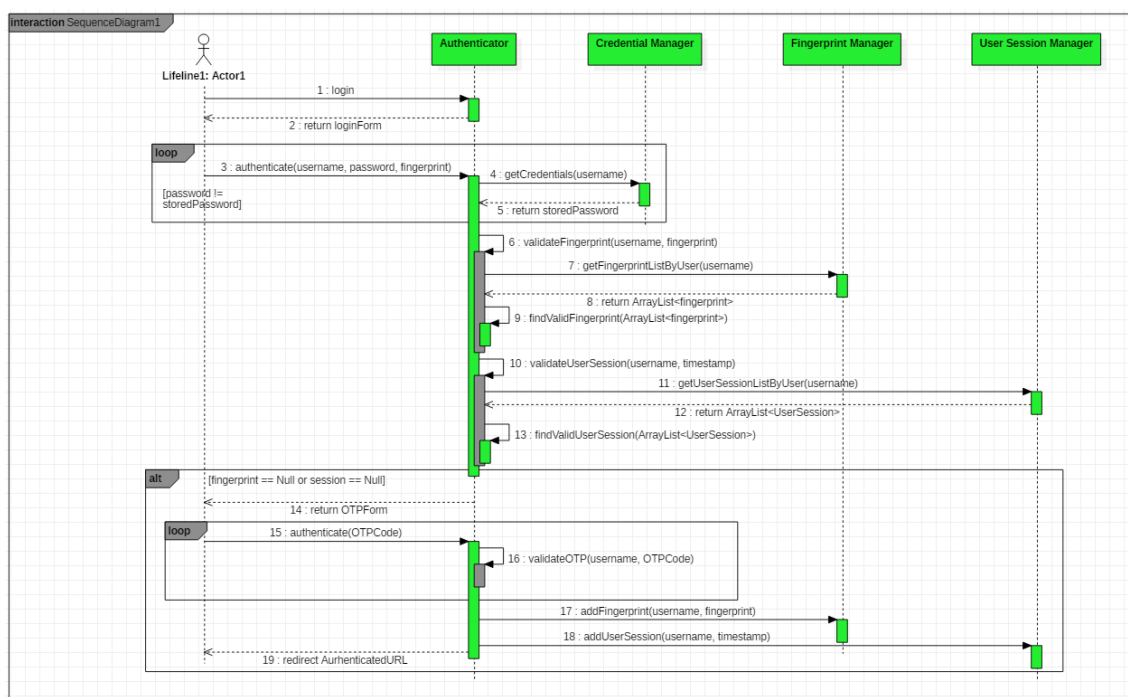 interaction SequenceDiagram1
Lifeline1: Actor1
Authenticator
Credential Manager
Fingerprint Manager
User Session Manager
1 : login
2 : return loginForm
loop
3 : authenticate(username, password, fingerprint)
[password !=
storedPassword]
4 : getCredentials(username)
5 : return storedPassword
6 : validateFingerprint(username, fingerprint)
7 : getFingerprintListByUser(username)
8 : return ArrayList<fingerprint>
9 : findValidFingerprint(ArrayList<fingerprint>)
10 : validateUserSession(username, timestamp)
11 : getUserSessionListByUser(username)
12 : return ArrayList<UserSession>
13 : findValidUserSession(ArrayList<UserSession>)
alt
[fingerprint == Null or session == Null]
14 : return OTPForm
loop
15 : authenticate(OTPCode)
16 : validateOTP(username, OTPCode)
17 : addFingerprint(username, fingerprint)
18 : addUserSession(username, timestamp)
19 : redirect AurhenticatedURL